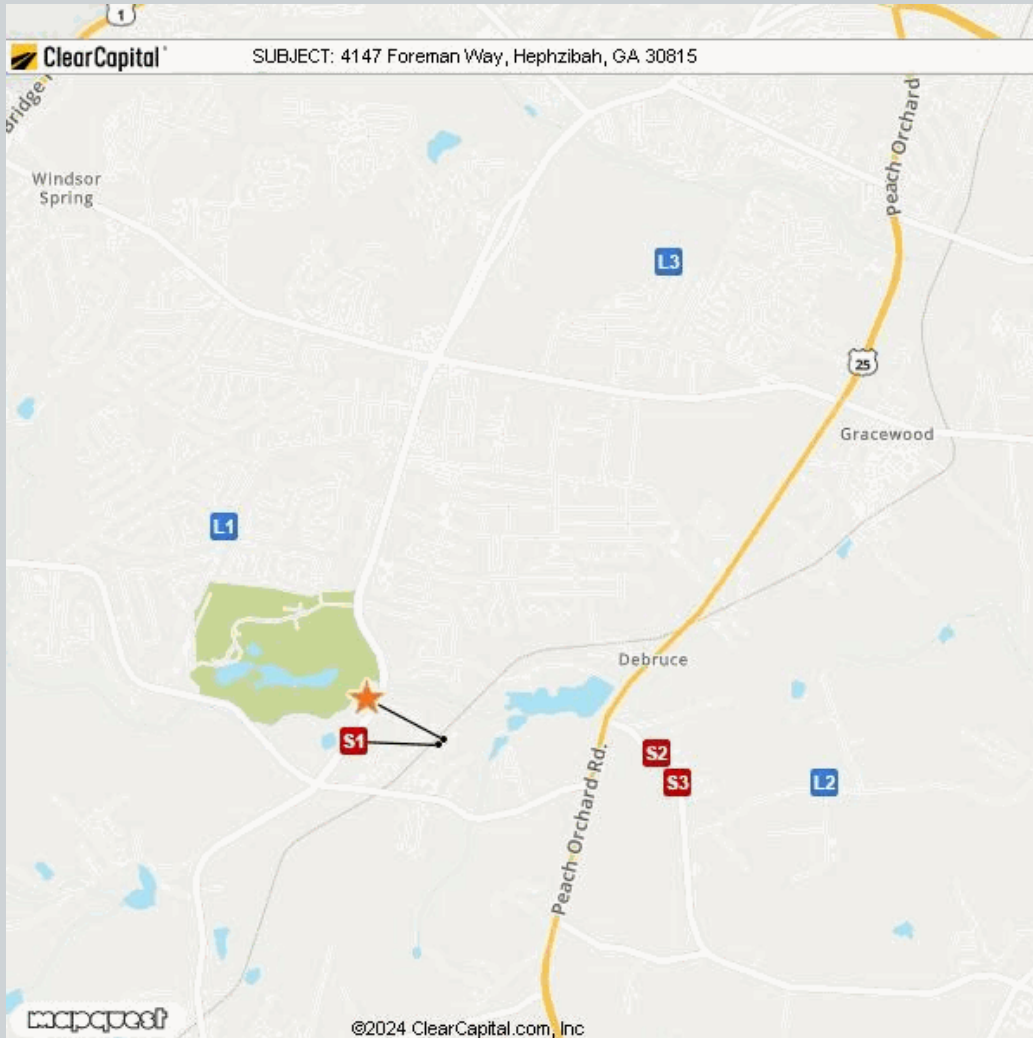 1
ClearCapital
SUBJECT: 4147 Foreman Way, Hephzibah, GA 30815
Bridge
Peach Orchard
Windsor
Spring
L3
25
Gracewood
L1
Debruce
S1
S2
S3
L2
Peach Orchard Rd.
mapquest
©2024 ClearCapital.com, Inc